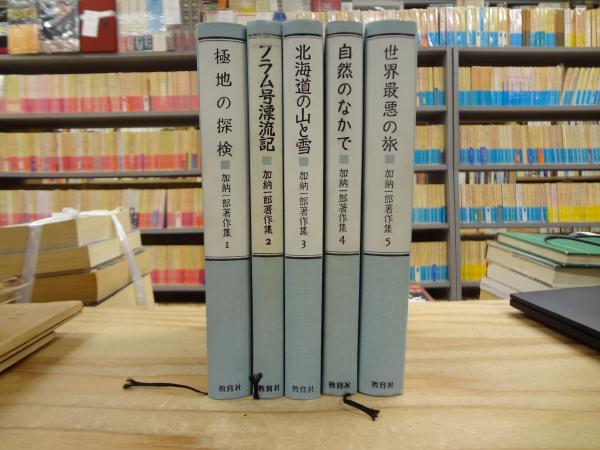 極地の探検
加納一郎著作集1
教育社
フラム号漂流記
加納一郎著作集2
教育社
北海道の山と雪
加納一郎著作集3
教育社
自然のなかで
加納一郎著作集4
教育社
世界最悪の旅
加納一郎著作集5
教育社